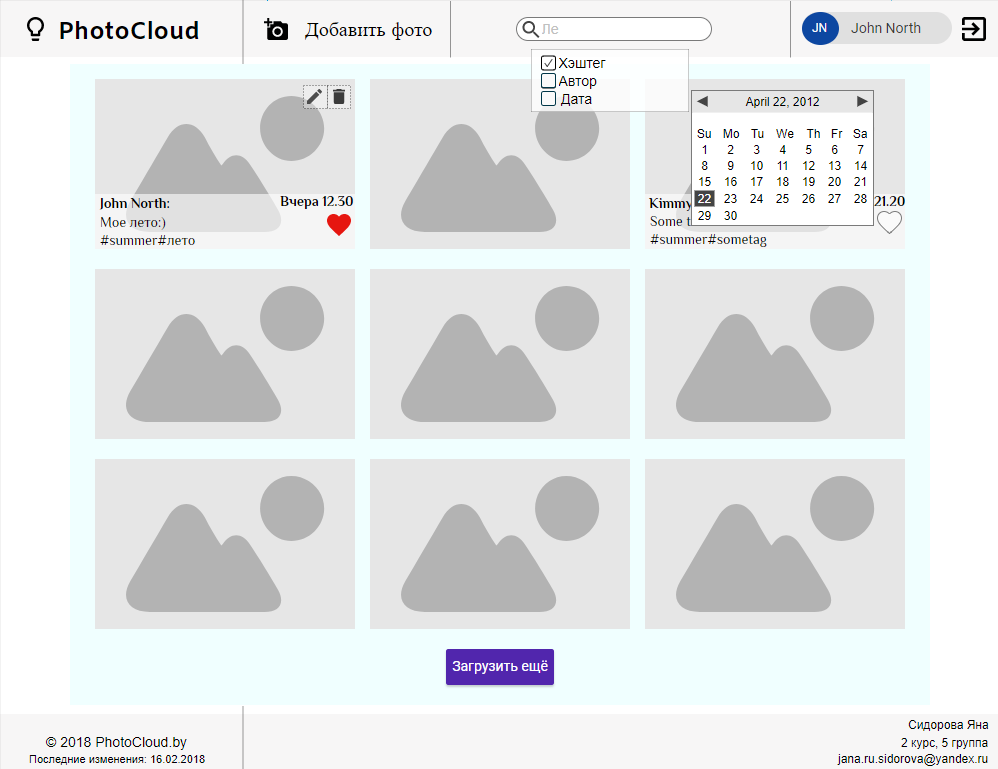 PhotoCloud
Добавить фото
Ле
JN
John North
Хэштег
Автор
Дата
April 22, 2012
Su Mo Tu We Th Fr Sa
1 2 3 4 5 6 7
8 9 10 11 12 13 14
15 16 17 18 19 20 21
22 23 24 25 26 27 28
29 30
John North: Вчера 12.30
Мое лето:)
#summer#лето
Kimmy 21.20
Some
#summer#sometag
Загрузить ещё
© 2018 PhotoCloud.by
Последние изменения: 16.02.2018
Сидорова Яна
2 курс, 5 группа
jana.ru.sidorova@yandex.ru